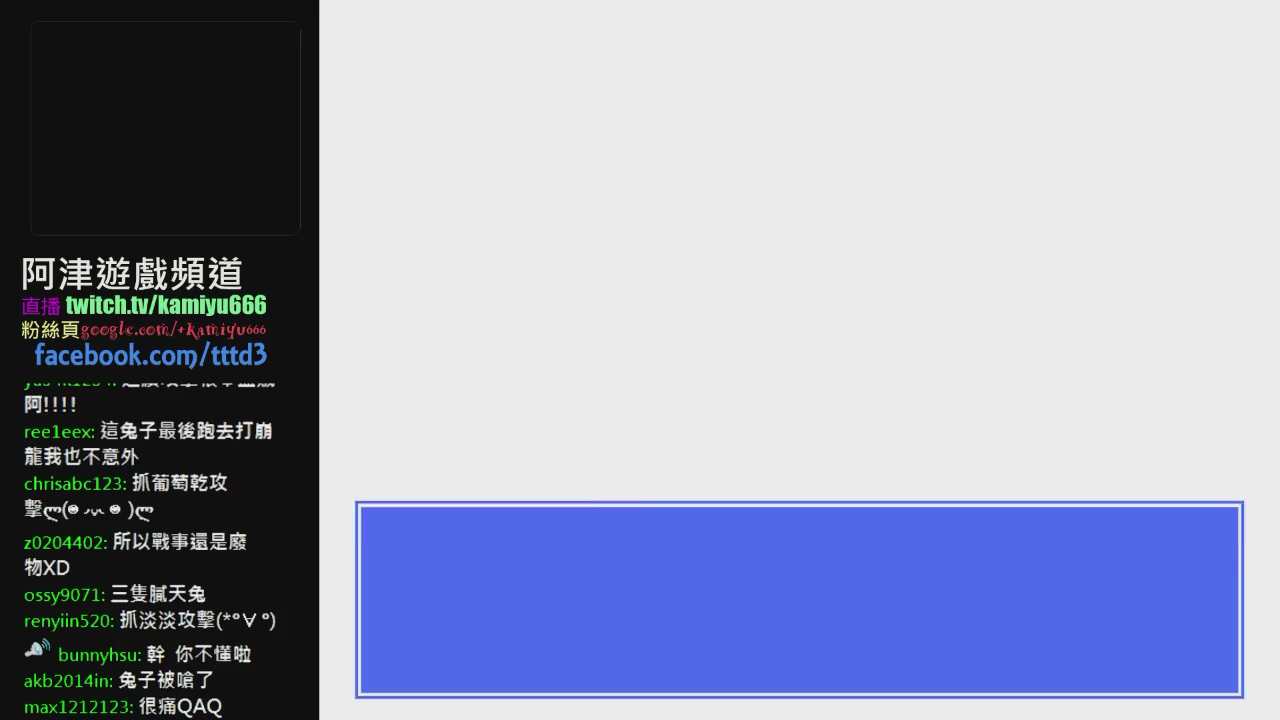 阿津遊戲頻道
直播 twitch.tv/kamiyu666
粉絲頁google.com/+kamiyu666
facebook.com/tttd3
阿!!!!
ree1eex: 這兔子最後跑去打崩
龍我也不意外
chrisabc123: 抓葡萄乾攻
擊ლ(◉◞౪◟◉ )ლ
z0204402: 所以戰事還是廢
物XD
ossy9071: 三隻膩天兔
renyiin520: 抓淡淡攻擊(*°∀°)
bunnyhsu: 幹 你不懂啦
akb2014in: 兔子被嗆了
max1212123: 很痛QAQ